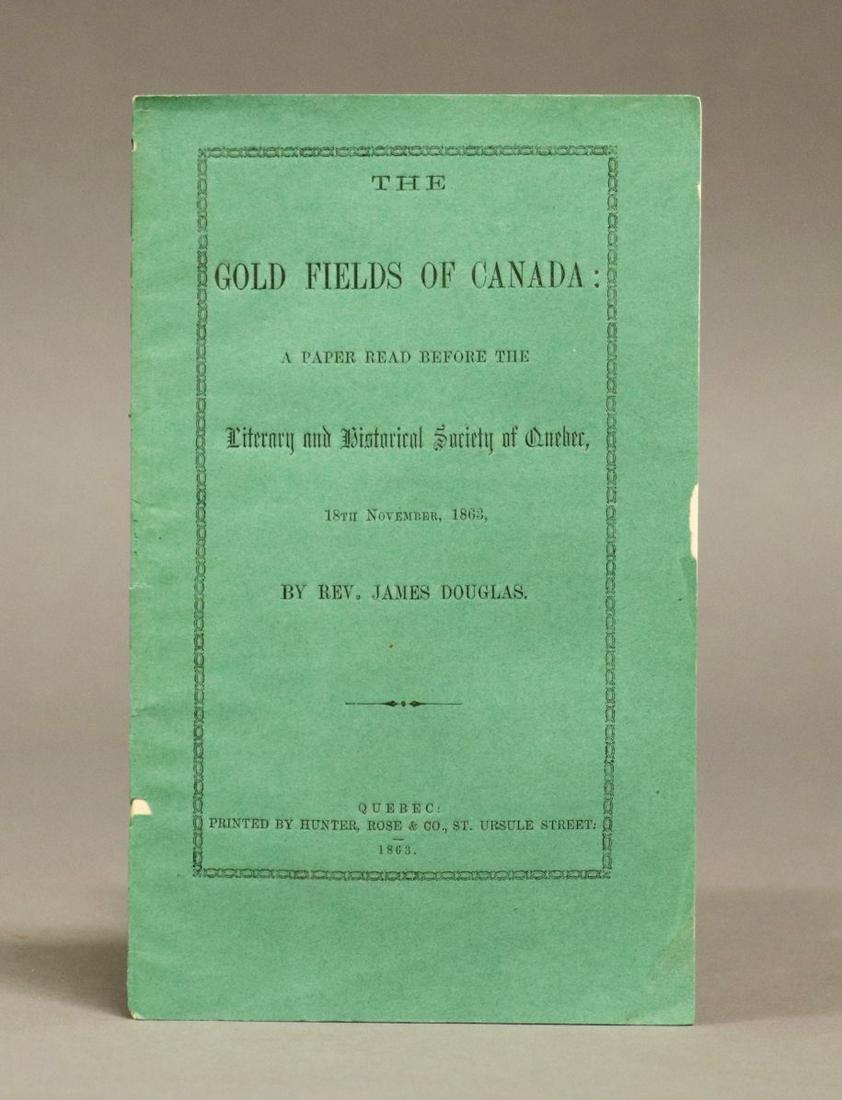 THE
GOLD FIELDS OF CANADA:
A PAPER READ BEFORE THE
Literary and Historical Society of Quebec,
18TH NOVEMBER, 1863,
BY REV. JAMES DOUGLAS.
QUEBEC:
PRINTED BY HUNTER, ROSE & CO., ST. URSULE STREET:
1863.